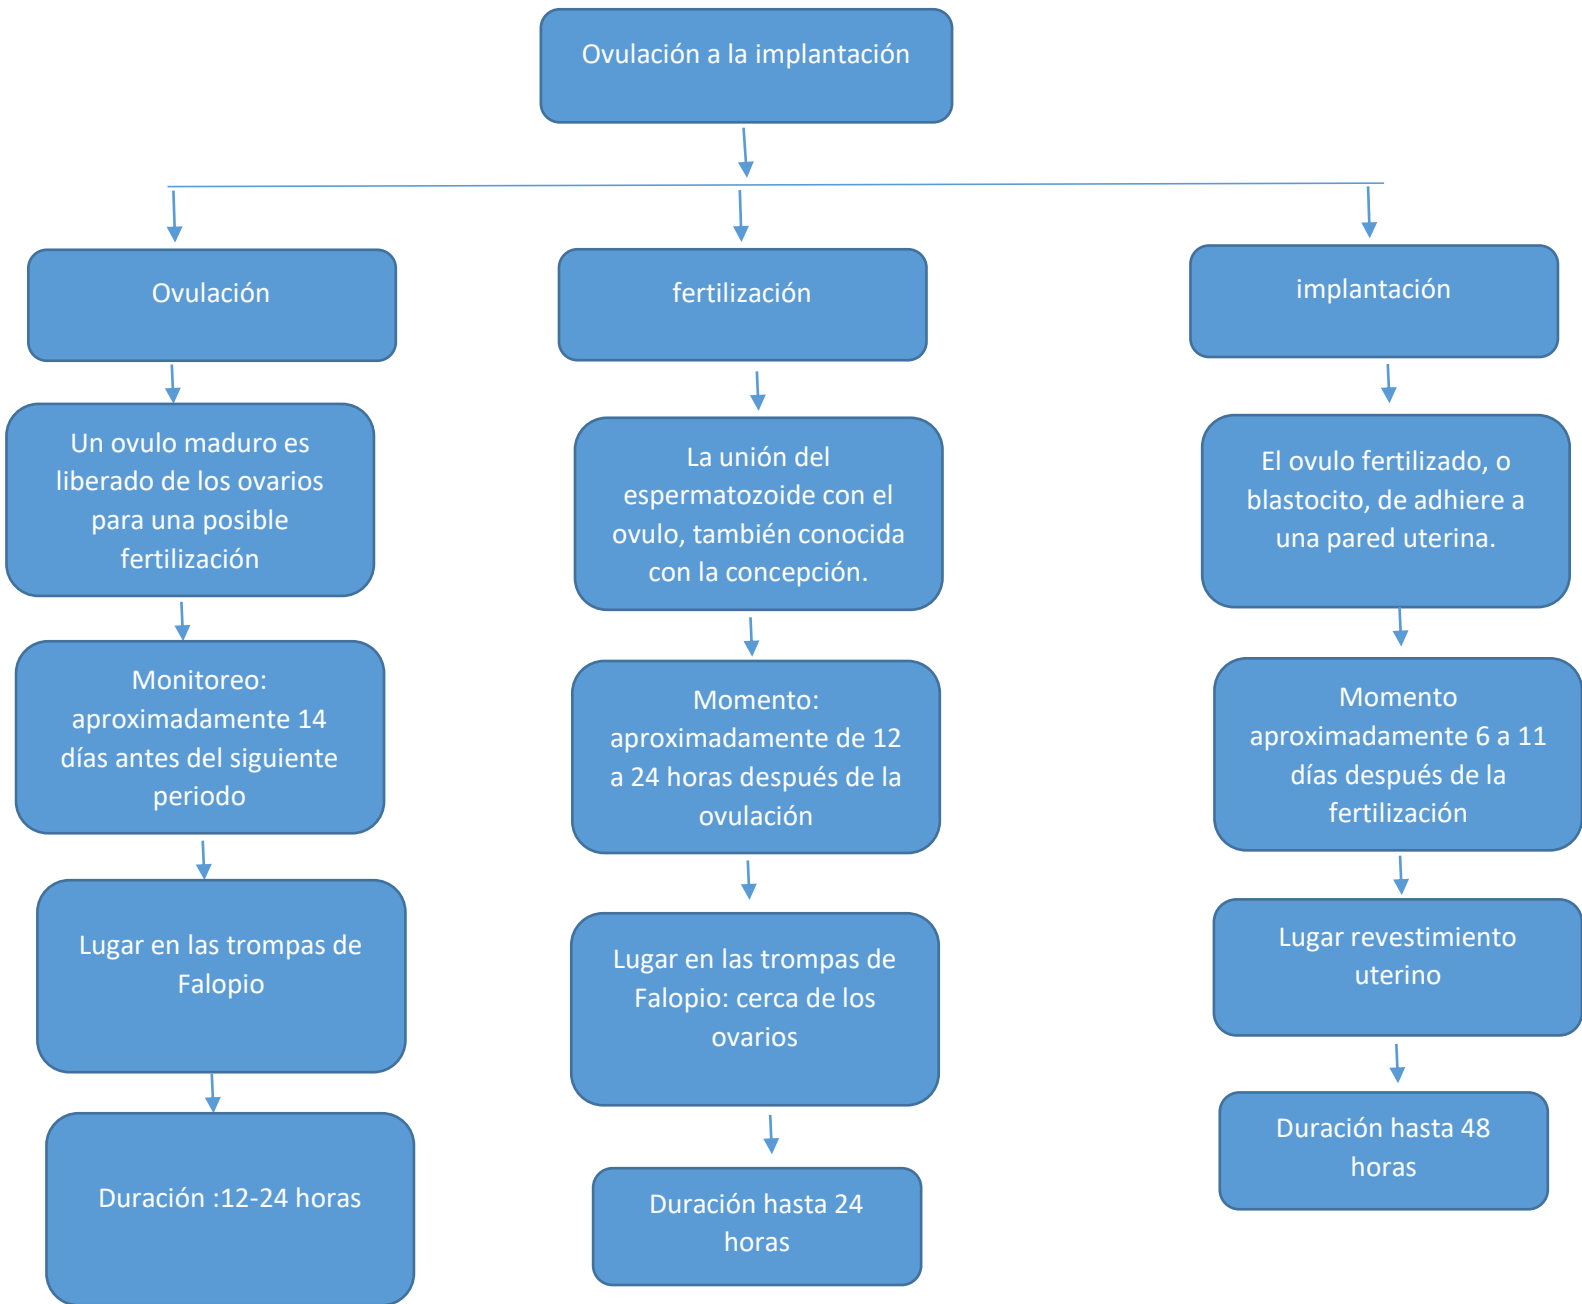 Ovulación a la implantación
Ovulación
fertilización
implantación
Un ovulo maduro es
liberado de los ovarios
para una posible
fertilización
La unión del
espermatozoide con el
ovulo, también conocida
con la concepción.
El ovulo fertilizado, o
blastocito, de adhiere a
una pared uterina.
Monitoreo:
aproximadamente 14
días antes del siguiente
periodo
Momento:
aproximadamente de 12
a 24 horas después de la
ovulación
Momento
aproximadamente 6 a 11
días después de la
fertilización
Lugar en las trompas de
Falopio
Lugar en las trompas de
Falopio: cerca de los
ovarios
Lugar revestimiento
uterino
Duración :12-24 horas
Duración hasta 24
horas
Duración hasta 48
horas